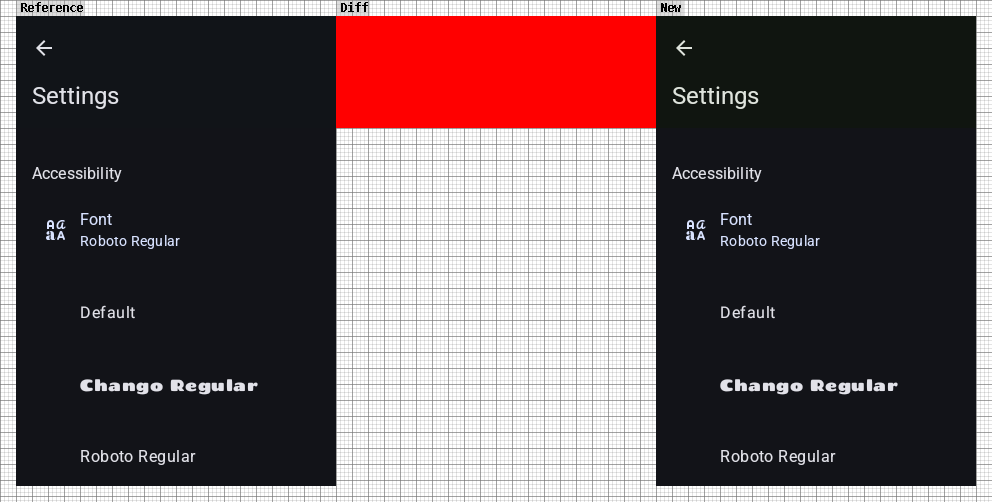 Reference
Diff
New
Settings
Accessibility
Font
Roboto Regular
Default
Chango Regular
Roboto Regular
Settings
Accessibility
Font
Roboto Regular
Default
Chango Regular
Roboto Regular